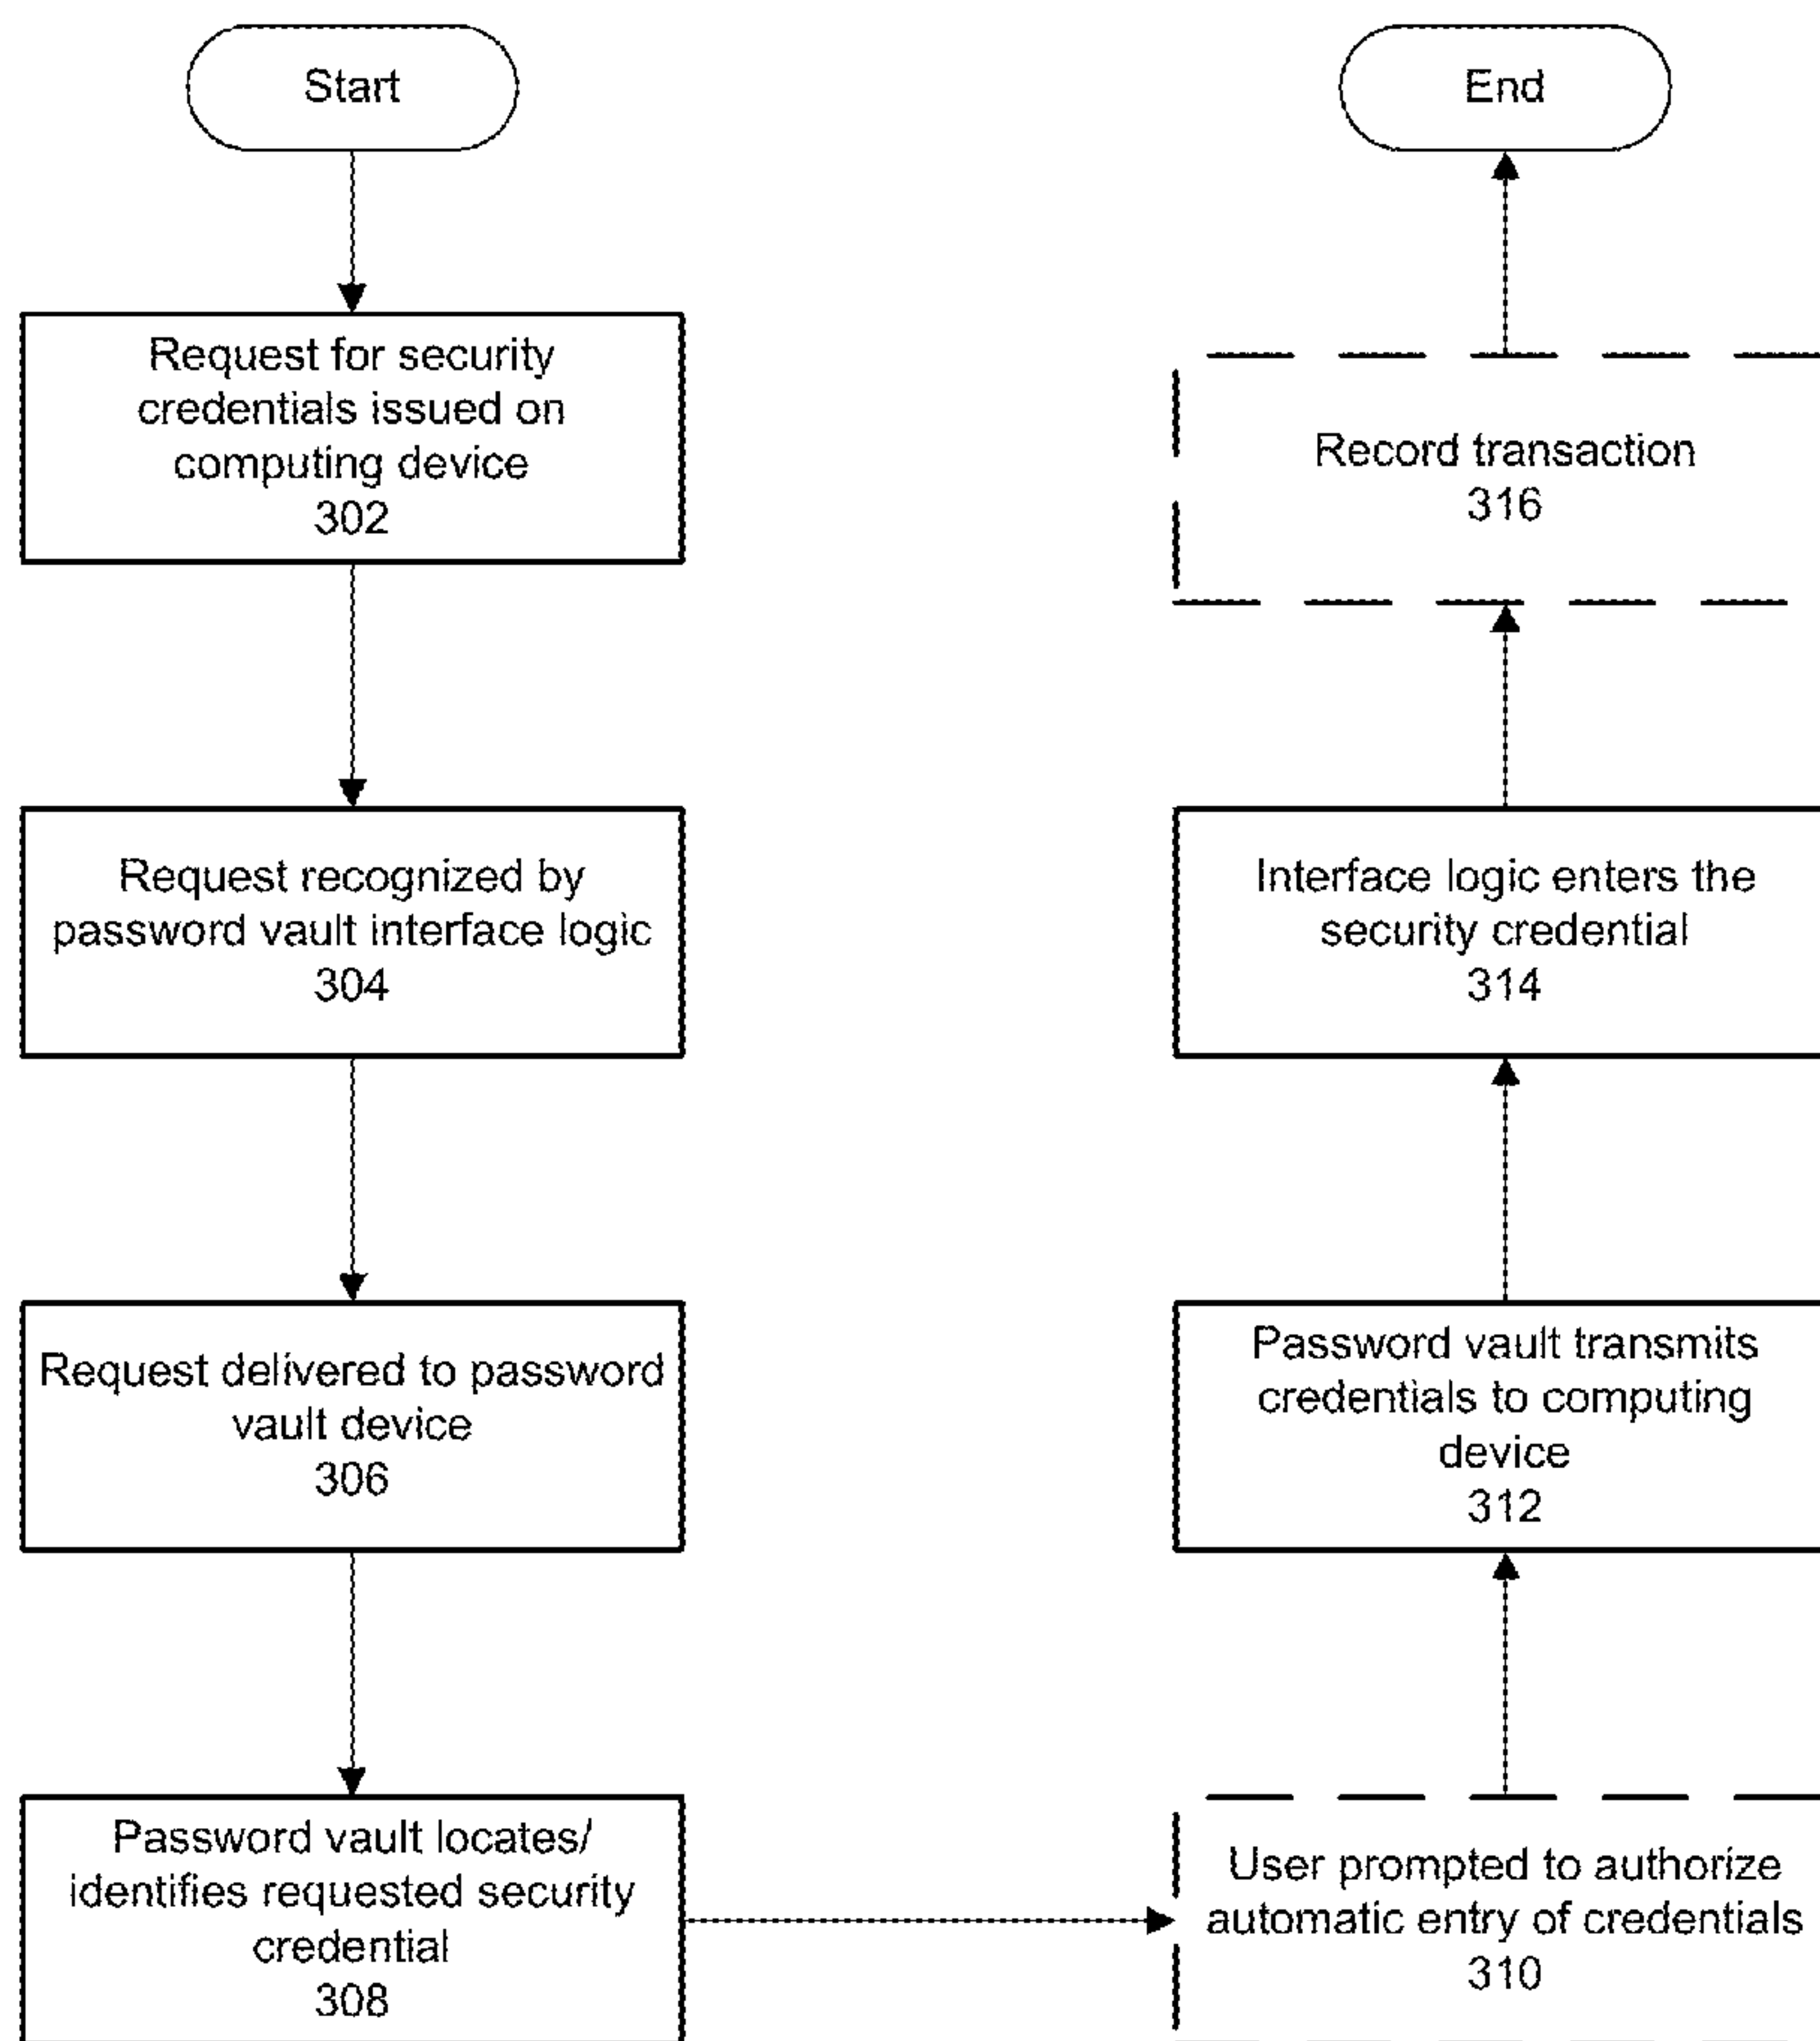 Start
Request for security
credentials issued on
computing device
302
Request recognized by
password vault interface logic
304
Request delivered to password
vault device
306
Password vault locates/
identifies requested security
credential
308
User prompted to authorize
automatic entry of credentials
310
Password vault transmits
credentials to computing
device
312
Interface logic enters the
security credential
314
Record transaction
316
End